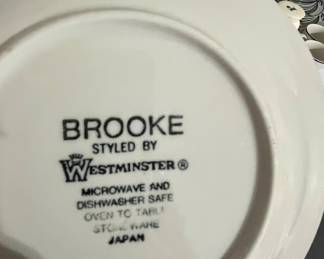 BROOKE
STYLED BY
WESTMINSTER®
MICROWAVE AND
DISHWASHER SAFE
OVEN TO TABLE
STONEWARE
JAPAN